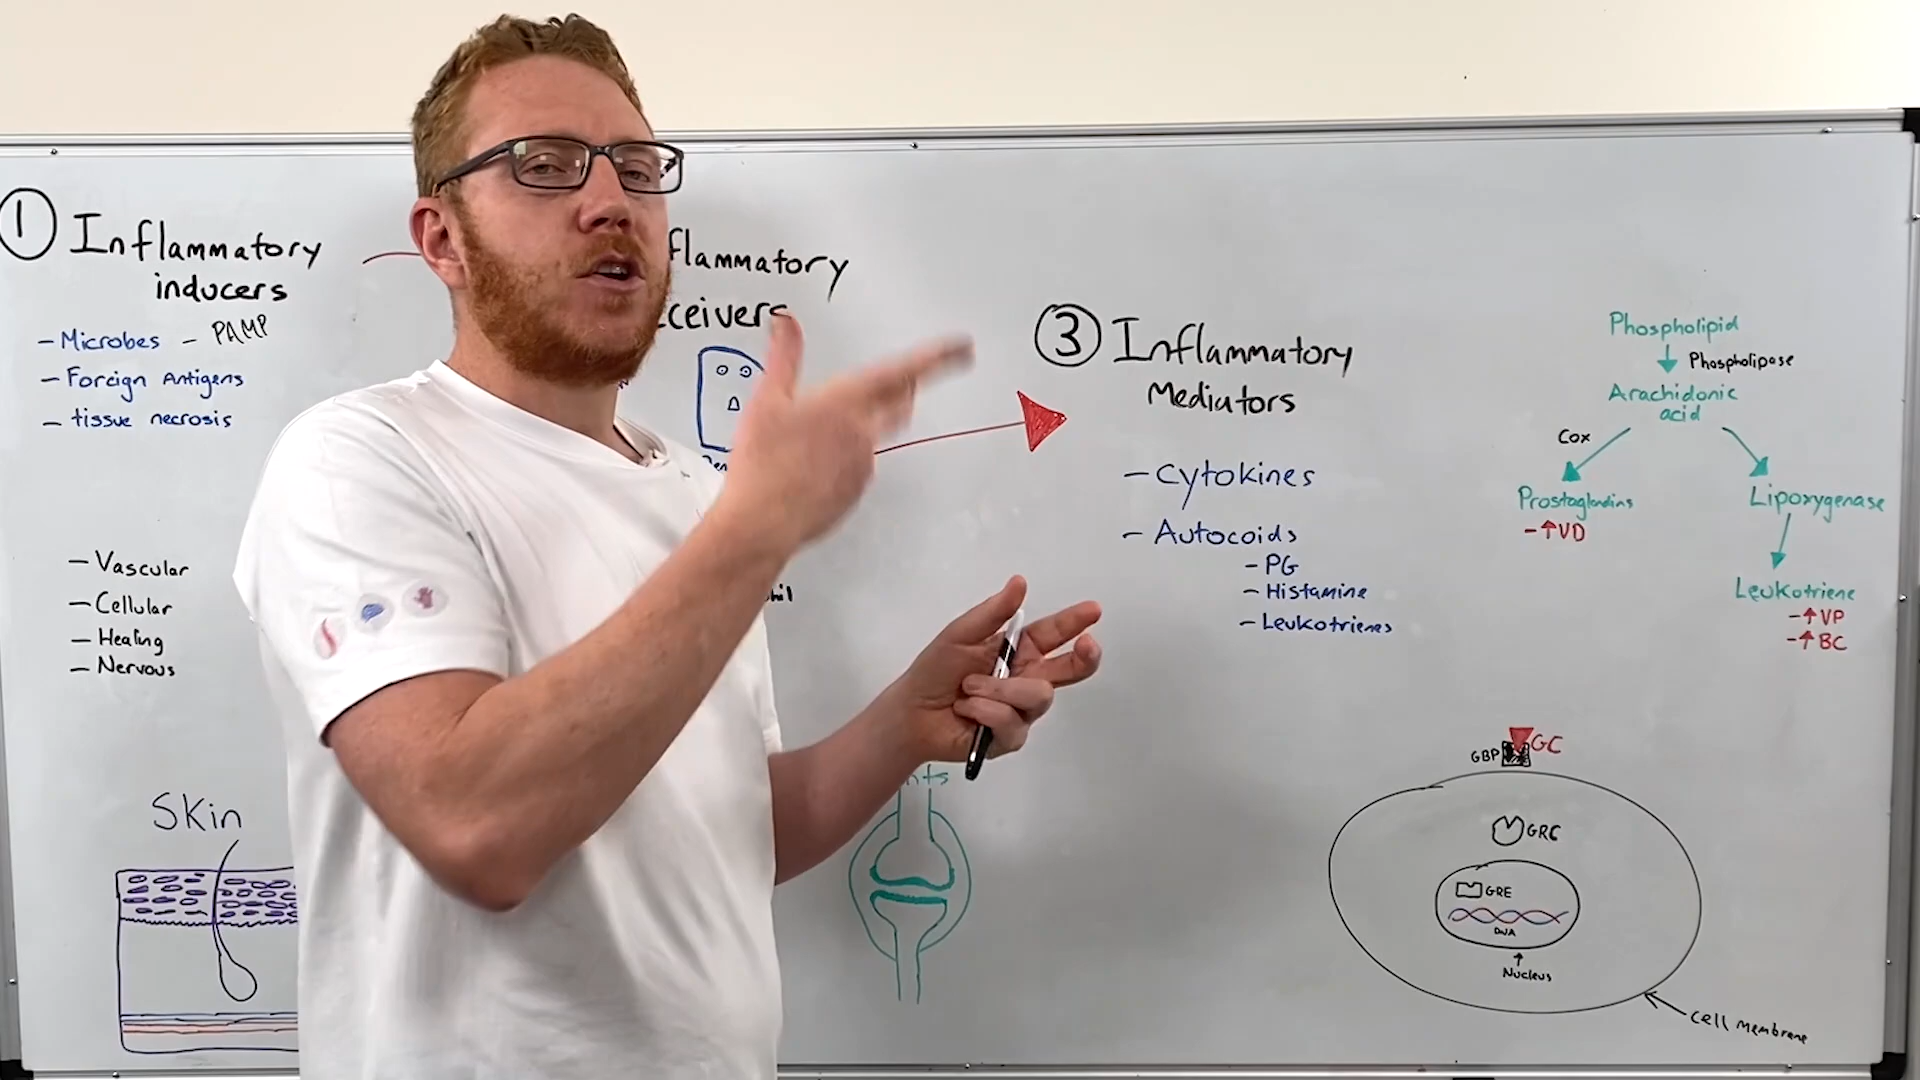 1 Inflammatory
inducers
- Microbes - PAMP
- Foreign Antigens
- tissue necrosis
- Vascular
- Cellular
- Healing
- Nervous
Skin
flammatory
ceivers
3 Inflammatory
Mediators
- Cytokines
- Autocoids
- PG
- Histamine
- Leukotrienes
Phospholipid
Phospholipase
Arachidonic
acid
Cox
Prostaglandins
- ↑VD
Lipoxygenase
Leukotriene
- ↑VP
- ↑BC
GBP GC
GRC
GRE
DNA
Nucleus
cell membrane